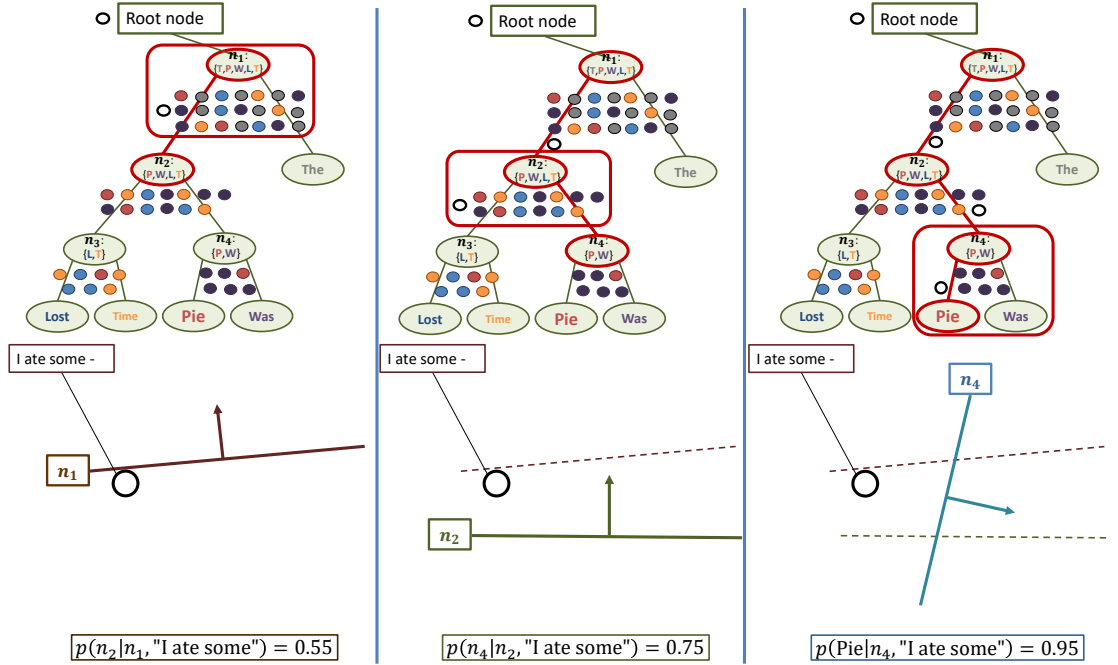 Root node
n₁:
{T,P,W,L,T}
n₂:
{P,W,L,T}
The
n₃:
{L,T}
n₄:
{P,W}
Lost
Time
Pie
Was
I ate some -
n₁
p(n₂|n₁, "I ate some") = 0.55
Root node
n₁:
{T,P,W,L,T}
n₂:
{P,W,L,T}
The
n₃:
{L,T}
n₄:
{P,W}
Lost
Time
Pie
Was
I ate some -
n₂
p(n₄|n₂, "I ate some") = 0.75
Root node
n₁:
{T,P,W,L,T}
n₂:
{P,W,L,T}
The
n₃:
{L,T}
n₄:
{P,W}
Lost
Time
Pie
Was
I ate some -
n₄
p(Pie|n₄, "I ate some") = 0.95